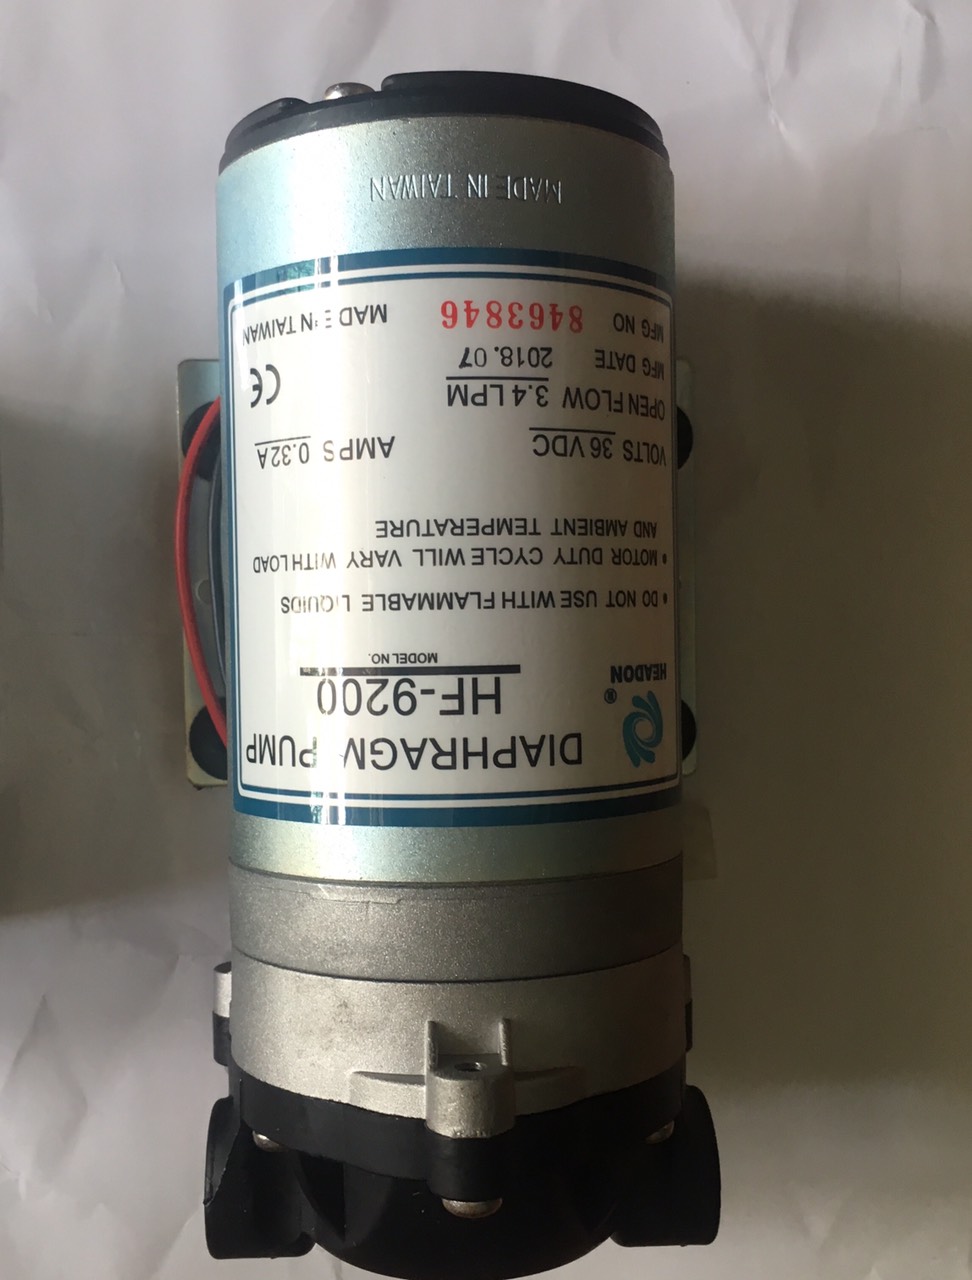 DIAPHRAGM PUMP
HF-9200
MODEL NO.
HEADON®
• DO NOT USE WITH FLAMMABLE LIQUIDS
• MOTOR DUTY CYCLE WILL VARY WITH LOAD
AND AMBIENT TEMPERATURE
VOLTS 36 VDC AMPS 0.32A
OPEN FLOW 3.4 LPM CE
MFG DATE 2018.07
MFG NO 8463846 MADE IN TAIWAN
MADE IN TAIWAN